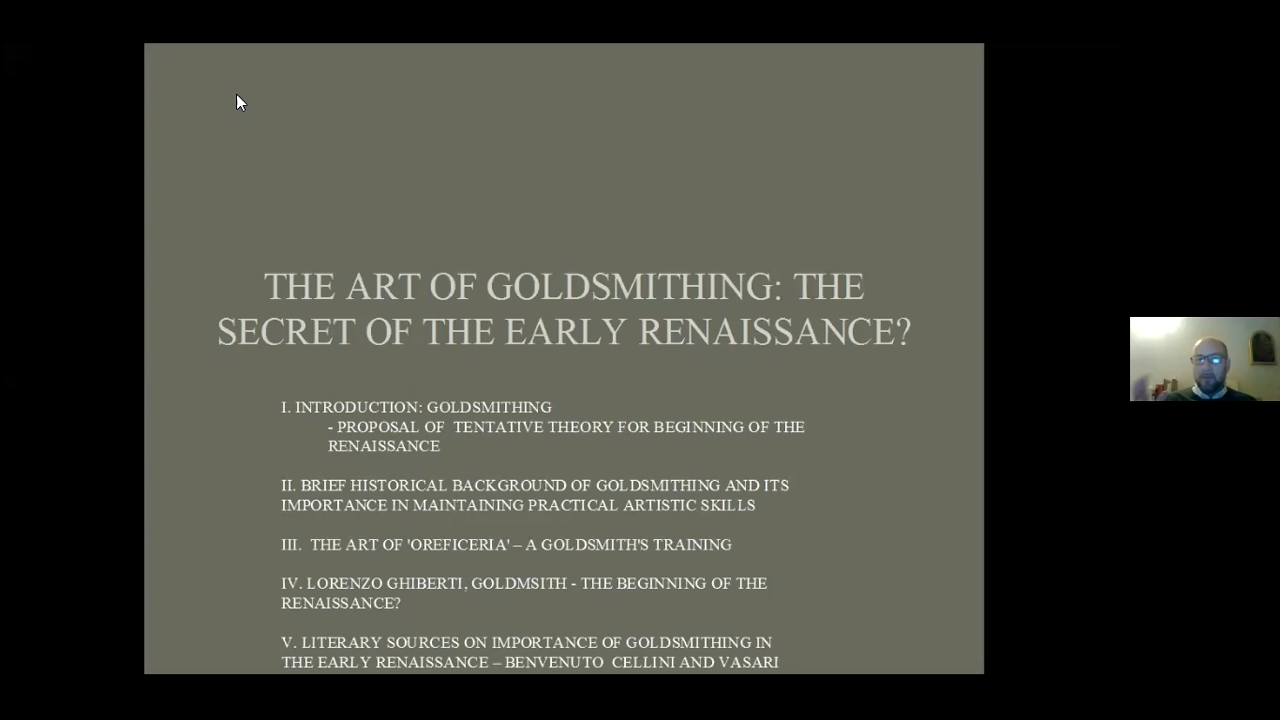 THE ART OF GOLDSMITHING: THE
SECRET OF THE EARLY RENAISSANCE?
I. INTRODUCTION: GOLDSMITHING
- PROPOSAL OF TENTATIVE THEORY FOR BEGINNING OF THE
RENAISSANCE
II. BRIEF HISTORICAL BACKGROUND OF GOLDSMITHING AND ITS
IMPORTANCE IN MAINTAINING PRACTICAL ARTISTIC SKILLS
III. THE ART OF 'OREFICERIA' – A GOLDSMITH'S TRAINING
IV. LORENZO GHIBERTI, GOLDMSITH - THE BEGINNING OF THE
RENAISSANCE?
V. LITERARY SOURCES ON IMPORTANCE OF GOLDSMITHING IN
THE EARLY RENAISSANCE – BENVENUTO CELLINI AND VASARI